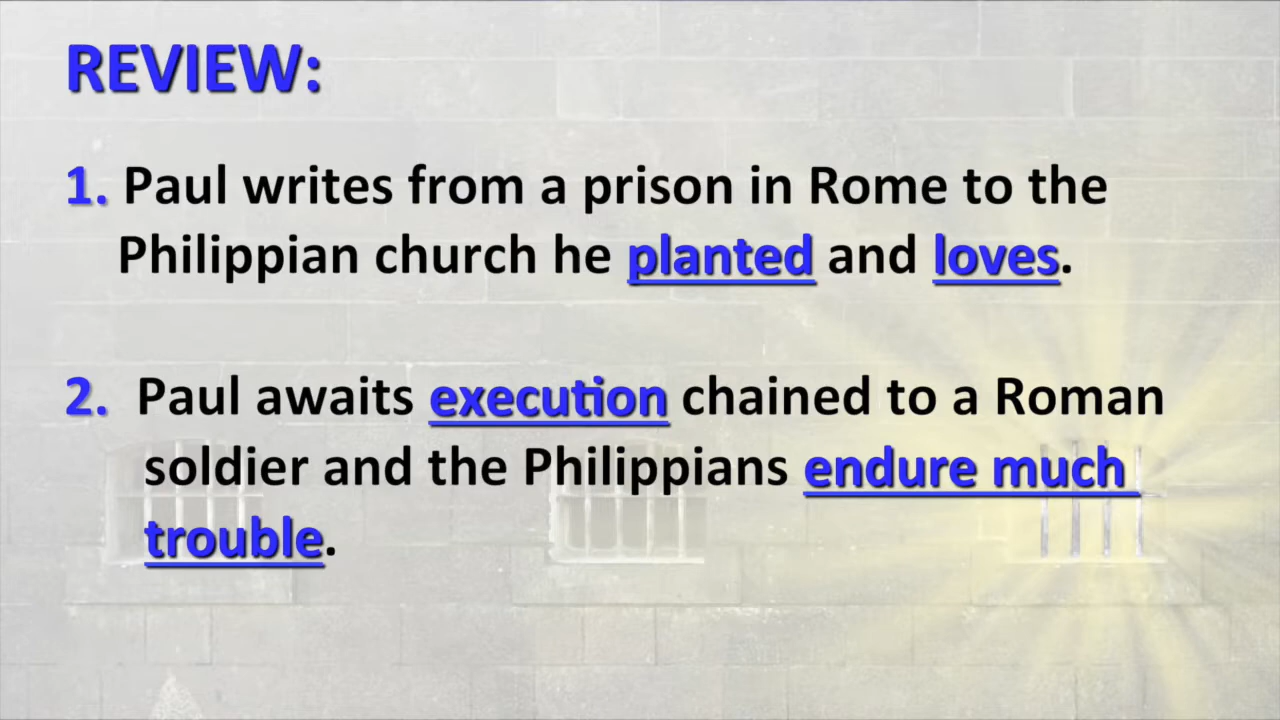 REVIEW:
1. Paul writes from a prison in Rome to the
Philippian church he planted and loves.
2. Paul awaits execution chained to a Roman
soldier and the Philippians endure much
trouble.